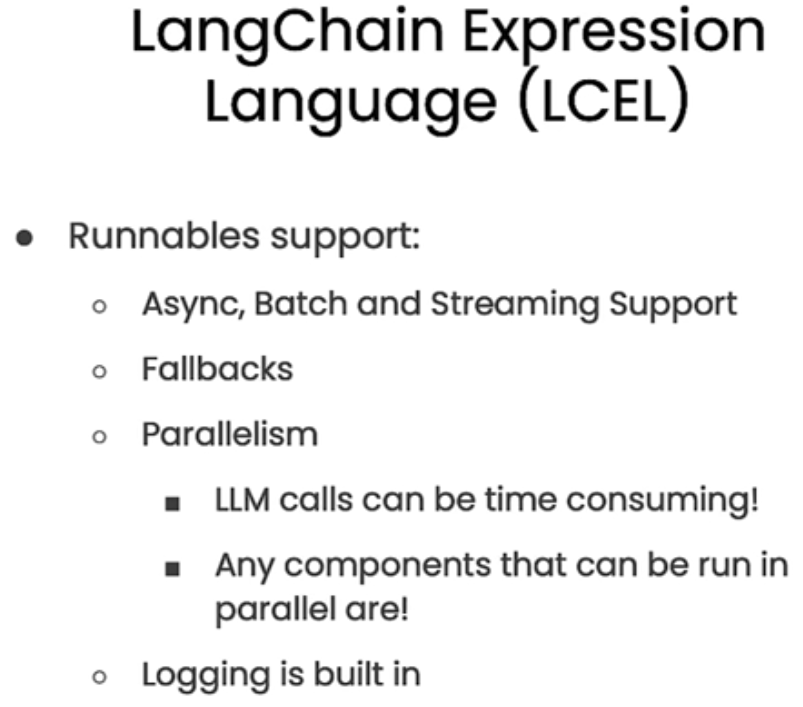 LangChain Expression
Language (LCEL)
● Runnables support:
○ Async, Batch and Streaming Support
○ Fallbacks
○ Parallelism
■ LLM calls can be time consuming!
■ Any components that can be run in
parallel are!
○ Logging is built in